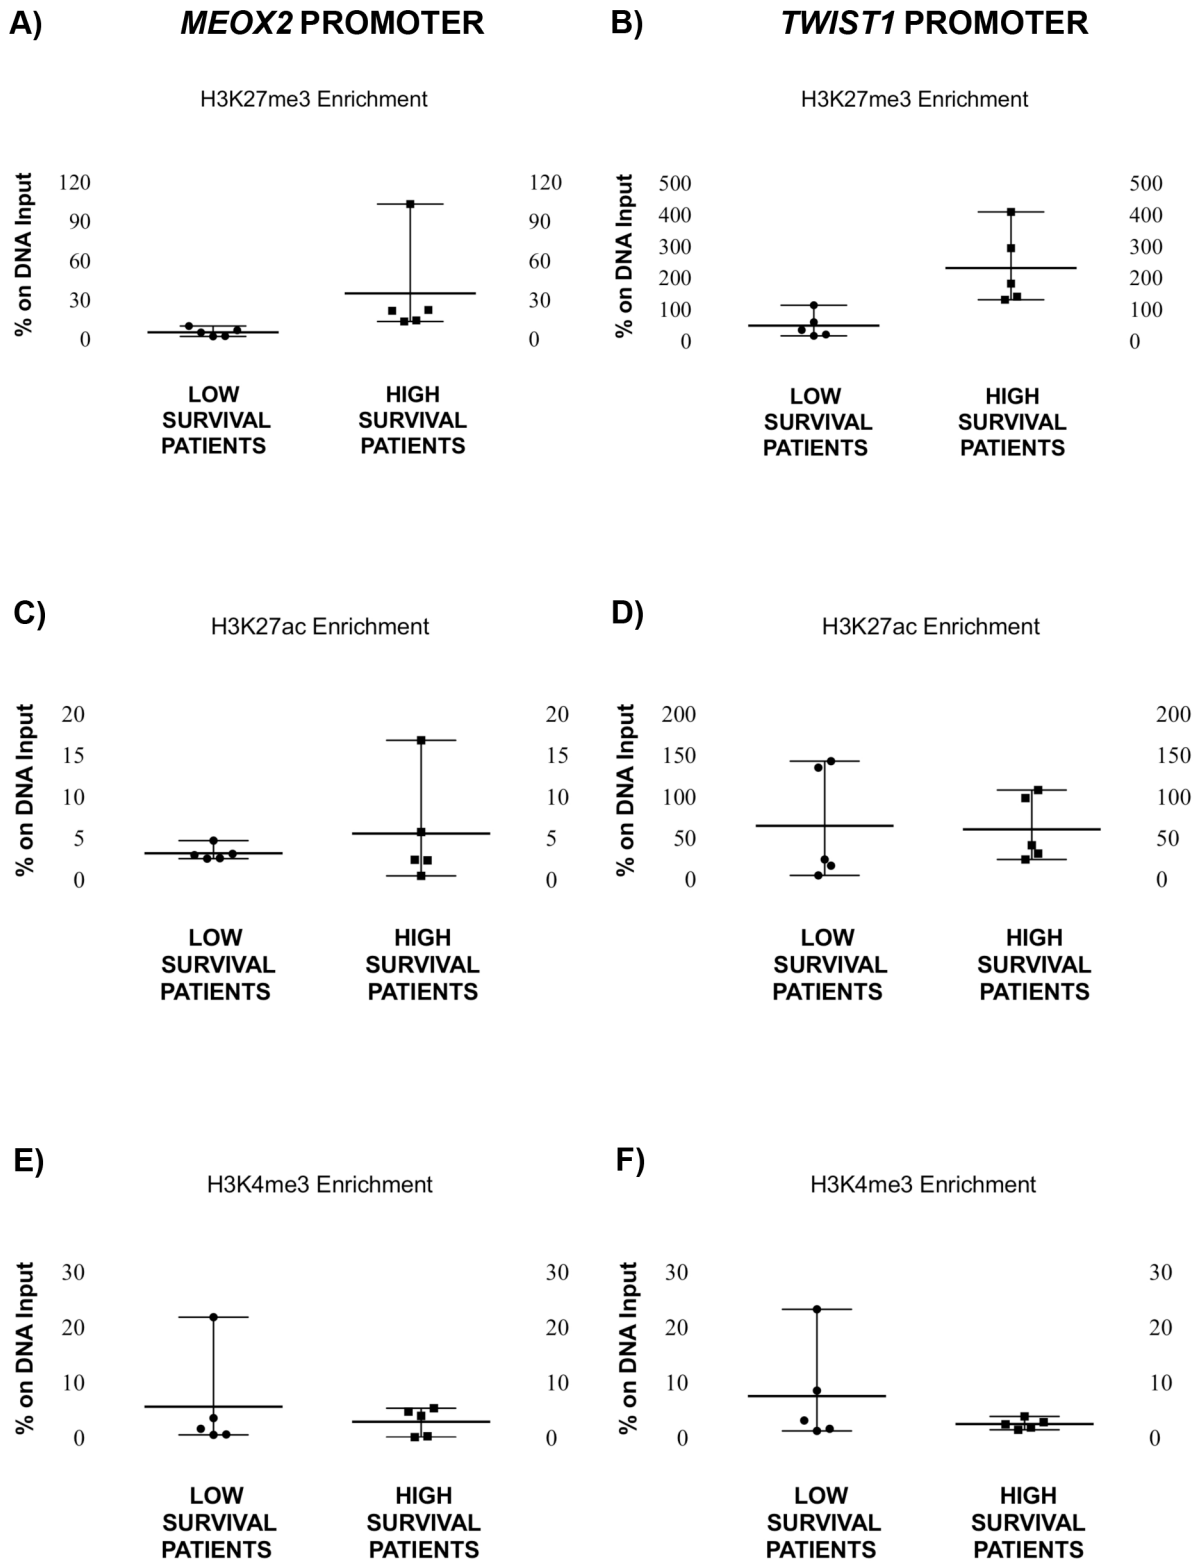 A) MEOX2 PROMOTER
H3K27me3 Enrichment
% on DNA Input
120 120
90 90
60 60
30 30
0 0
LOW HIGH
SURVIVAL SURVIVAL
PATIENTS PATIENTS
B) TWIST1 PROMOTER
H3K27me3 Enrichment
% on DNA Input
500 500
400 400
300 300
200 200
100 100
0 0
LOW HIGH
SURVIVAL SURVIVAL
PATIENTS PATIENTS
C)
H3K27ac Enrichment
% on DNA Input
20 20
15 15
10 10
5 5
0 0
LOW HIGH
SURVIVAL SURVIVAL
PATIENTS PATIENTS
D)
H3K27ac Enrichment
% on DNA Input
200 200
150 150
100 100
50 50
0 0
LOW HIGH
SURVIVAL SURVIVAL
PATIENTS PATIENTS
E)
H3K4me3 Enrichment
% on DNA Input
30 30
20 20
10 10
0 0
LOW HIGH
SURVIVAL SURVIVAL
PATIENTS PATIENTS
F)
H3K4me3 Enrichment
% on DNA Input
30 30
20 20
10 10
0 0
LOW HIGH
SURVIVAL SURVIVAL
PATIENTS PATIENTS